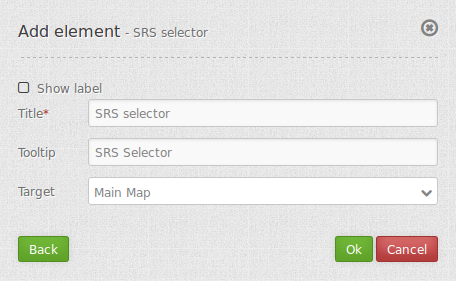 Add element - SRS selector
Show label
Title* SRS selector
Tooltip SRS Selector
Target Main Map
Back Ok Cancel